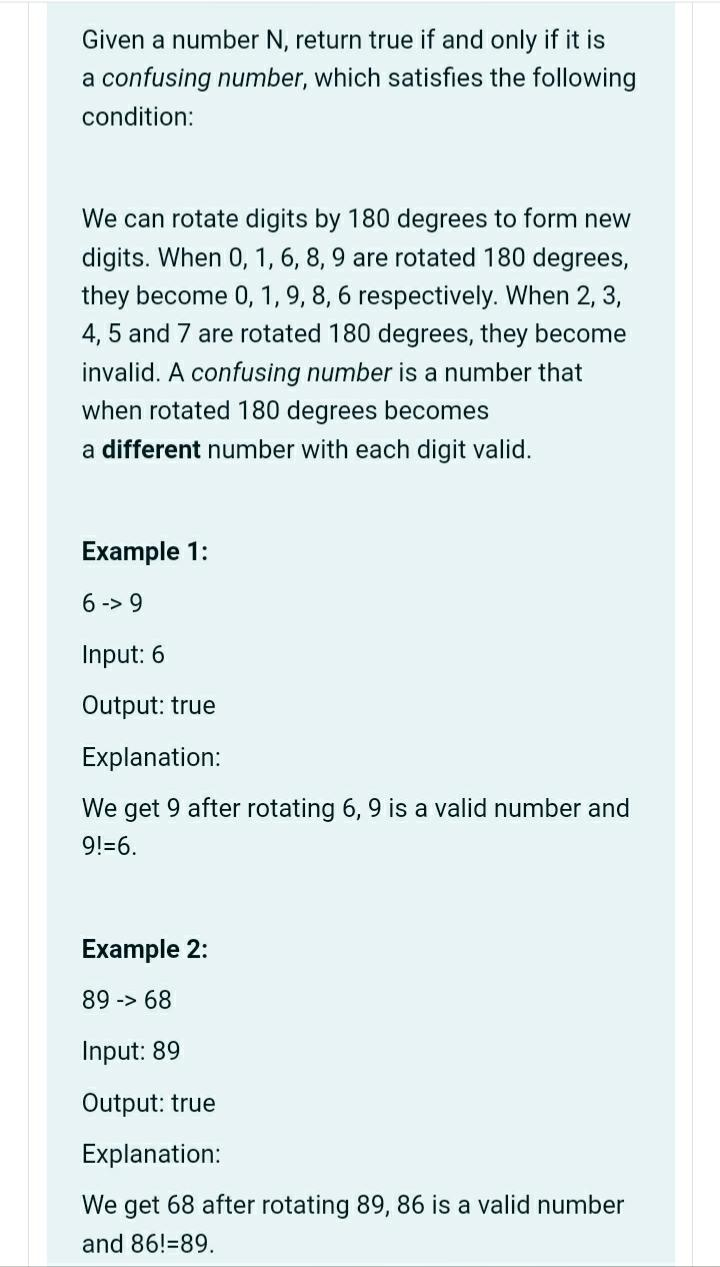 Given a number N, return true if and only if it is
a confusing number, which satisfies the following
condition:
We can rotate digits by 180 degrees to form new
digits. When 0, 1, 6, 8, 9 are rotated 180 degrees,
they become 0, 1, 9, 8, 6 respectively. When 2, 3,
4, 5 and 7 are rotated 180 degrees, they become
invalid. A confusing number is a number that
when rotated 180 degrees becomes
a different number with each digit valid.
Example 1:
6 -> 9
Input: 6
Output: true
Explanation:
We get 9 after rotating 6, 9 is a valid number and
9!=6.
Example 2:
89 -> 68
Input: 89
Output: true
Explanation:
We get 68 after rotating 89, 86 is a valid number
and 86!=89.